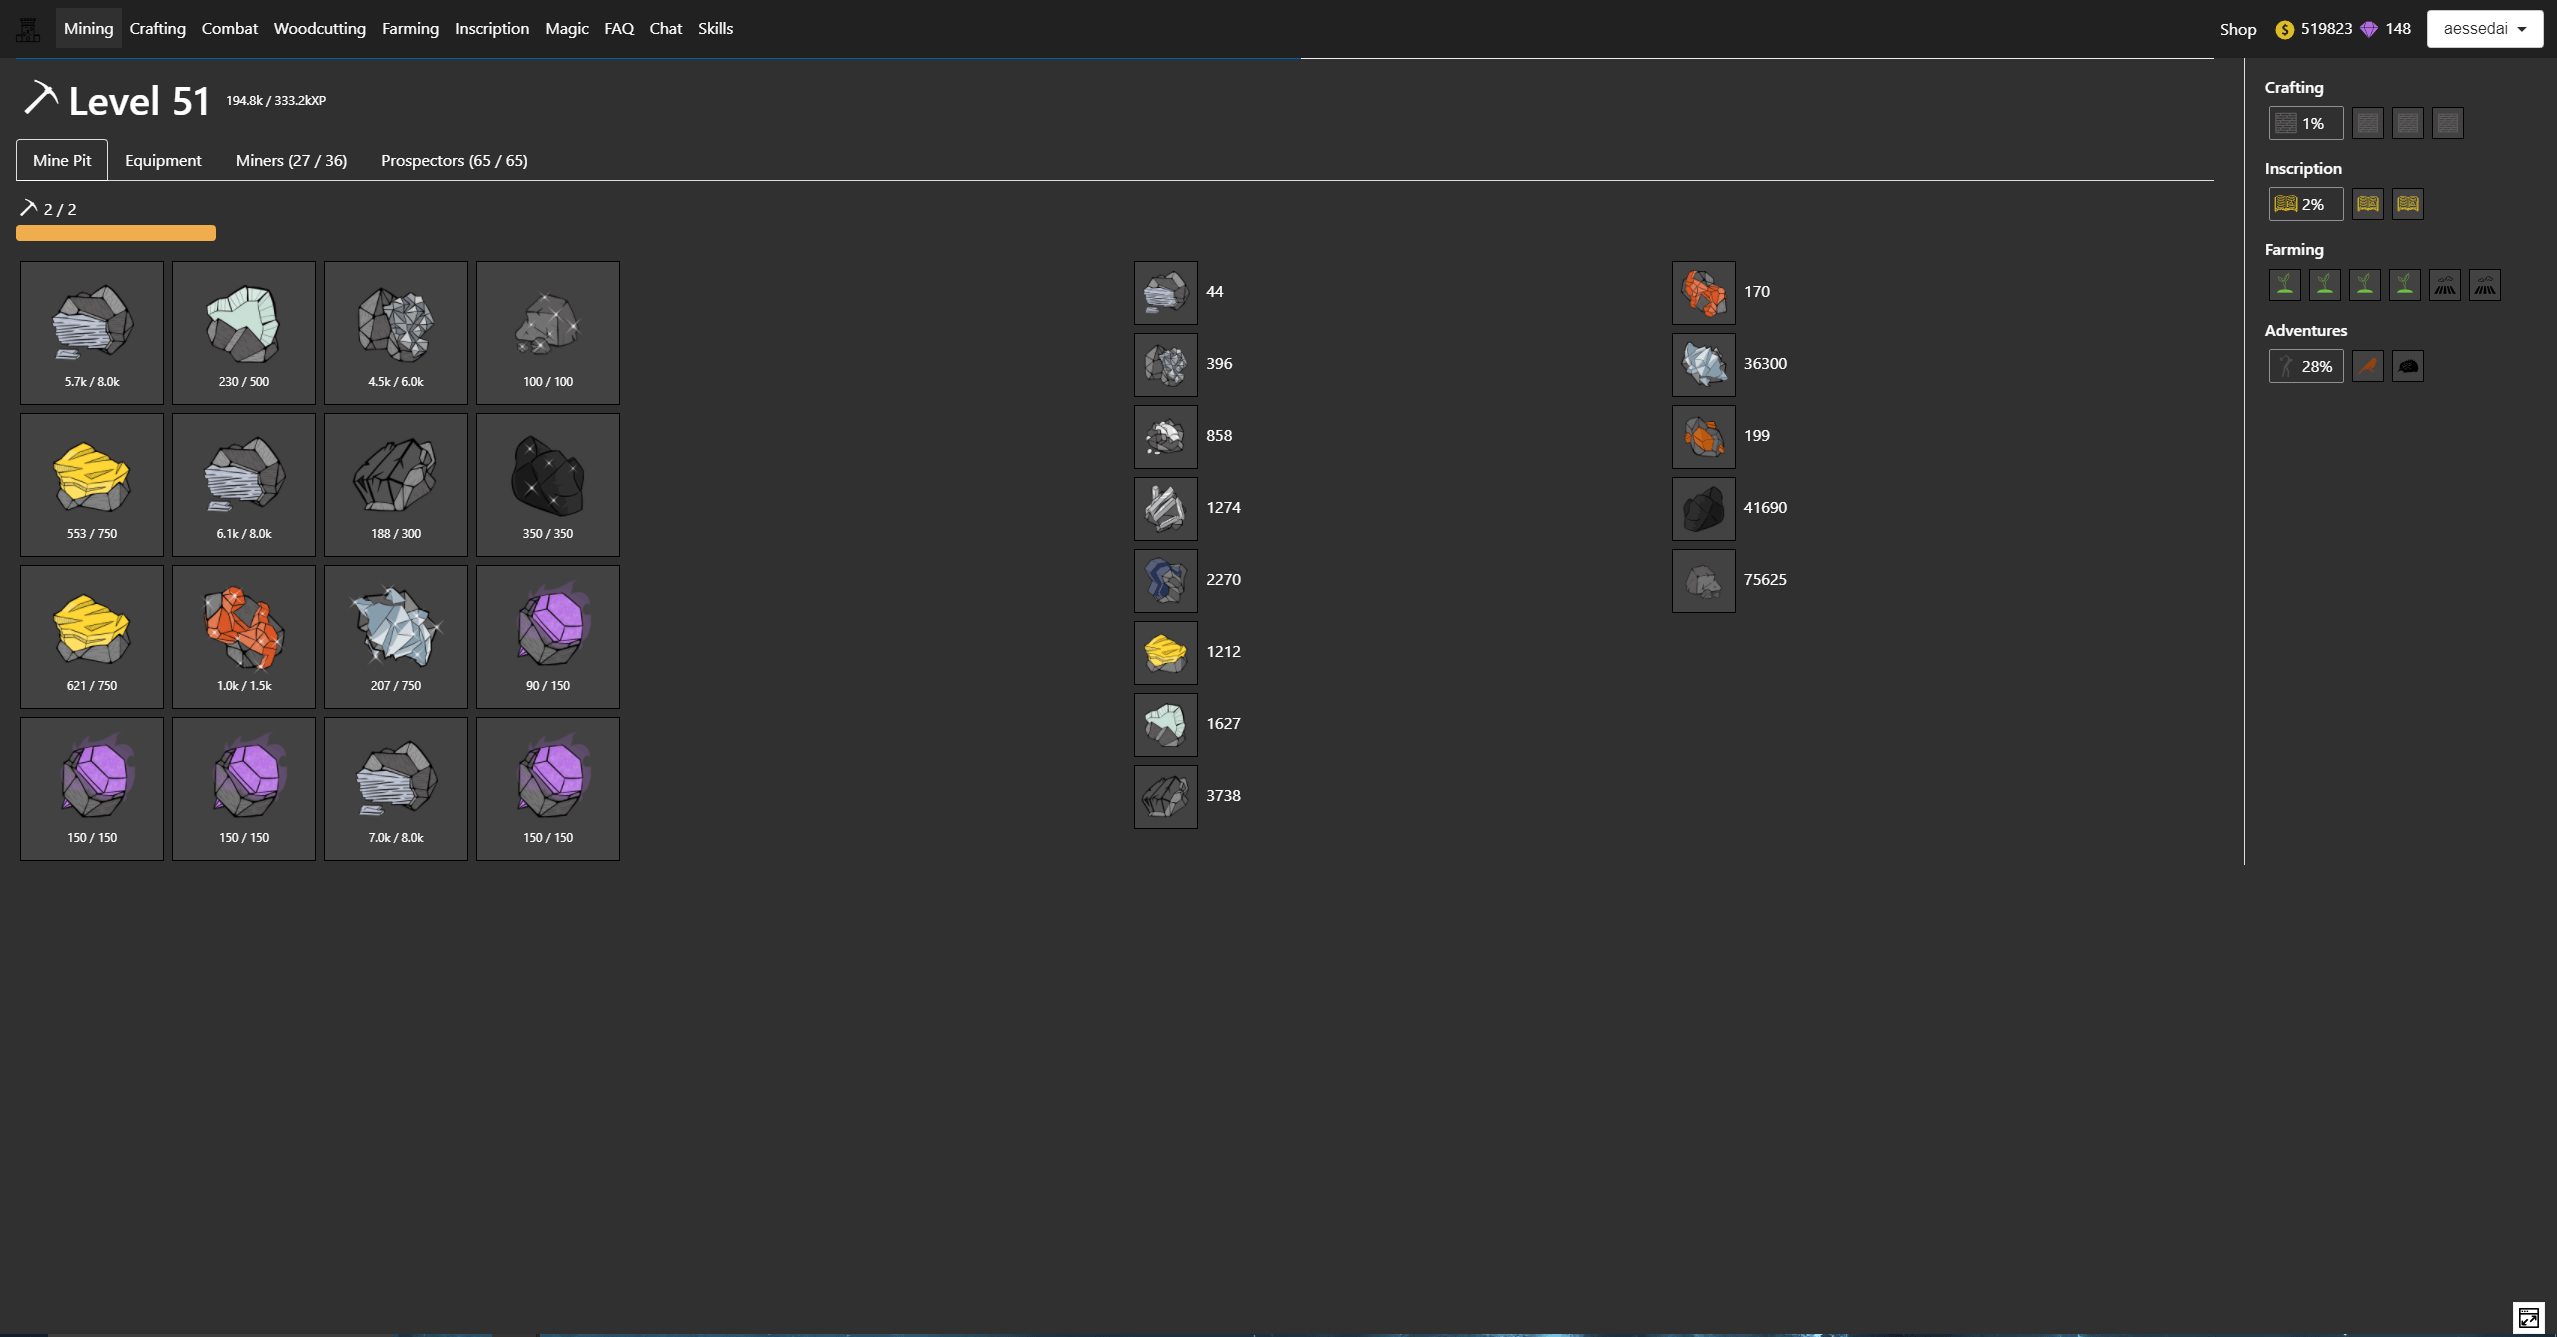 Mining Crafting Combat Woodcutting Farming Inscription Magic FAQ Chat Skills Shop 519823 148 aessedai
Level 51 194.8k / 333.2kXP
Mine Pit Equipment Miners (27 / 36) Prospectors (65 / 65)
2 / 2
5.7k / 8.0k 230 / 500 4.5k / 6.0k 100 / 100
553 / 750 6.1k / 8.0k 188 / 300 350 / 350
621 / 750 1.0k / 1.5k 207 / 750 90 / 150
150 / 150 150 / 150 7.0k / 8.0k 150 / 150
44
396
858
1274
2270
1212
1627
3738
170
36300
199
41690
75625
Crafting
1%
Inscription
2%
Farming
Adventures
28%